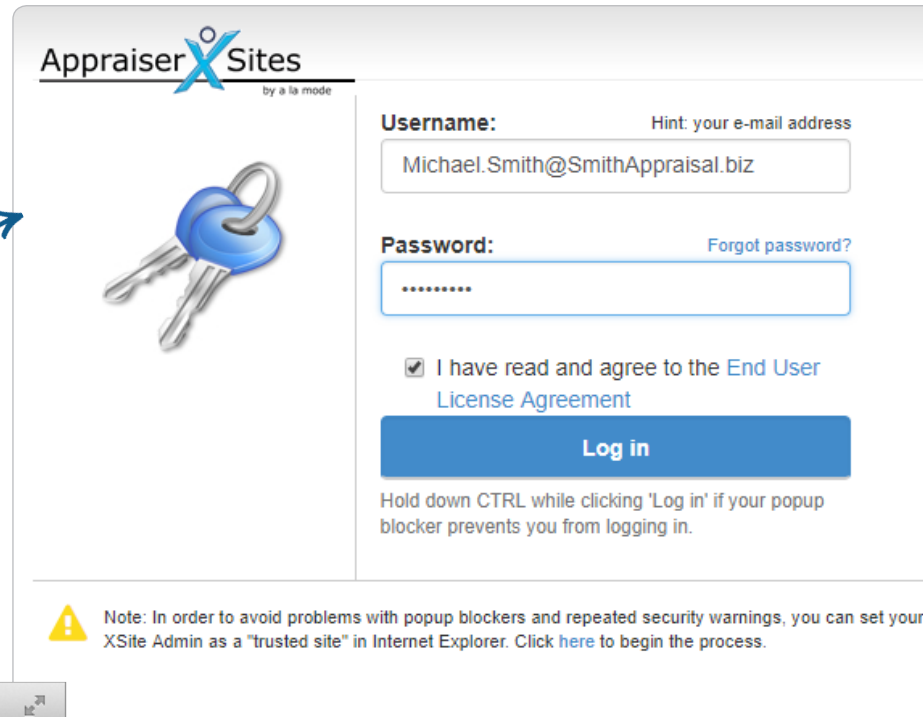 Appraiser X Sites
by a la mode
Username: Hint: your e-mail address
Michael.Smith@SmithAppraisal.biz
Password: Forgot password?
•••••••••
I have read and agree to the End User
License Agreement
Log in
Hold down CTRL while clicking 'Log in' if your popup
blocker prevents you from logging in.
Note: In order to avoid problems with popup blockers and repeated security warnings, you can set your
XSite Admin as a "trusted site" in Internet Explorer. Click here to begin the process.